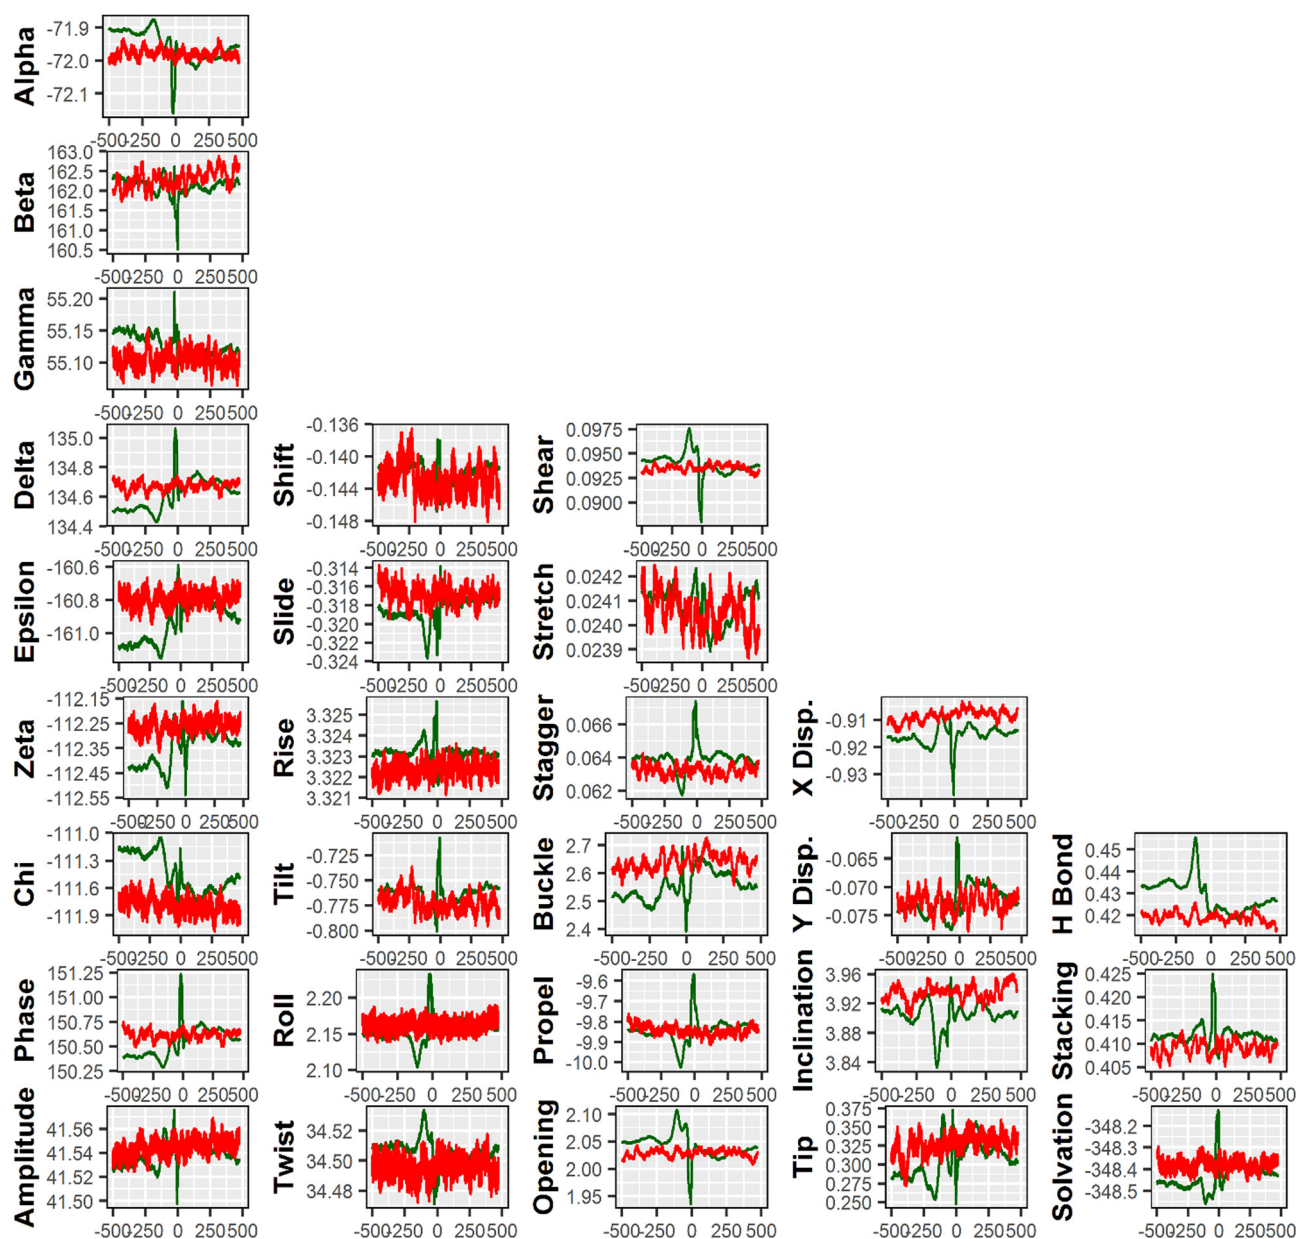 Alpha
-71.9
-72.0
-72.1
-500 -250 0 250 500
Beta
163.0
162.5
162.0
161.5
161.0
160.5
-500 -250 0 250 500
Gamma
55.20
55.15
55.10
-500 -250 0 250 500
Delta
135.0
134.8
134.6
134.4
-500 -250 0 250 500
Shift
-0.136
-0.140
-0.144
-0.148
-500 -250 0 250 500
Shear
0.0975
0.0950
0.0925
0.0900
-500 -250 0 250 500
Epsilon
-160.6
-160.8
-161.0
-500 -250 0 250 500
Slide
-0.314
-0.316
-0.318
-0.320
-0.322
-0.324
-500 -250 0 250 500
Stretch
0.0242
0.0241
0.0240
0.0239
-500 -250 0 250 500
Zeta
-112.15
-112.25
-112.35
-112.45
-112.55
-500 -250 0 250 500
Rise
3.325
3.324
3.323
3.322
3.321
-500 -250 0 250 500
Stagger
0.066
0.064
0.062
-500 -250 0 250 500
X Disp.
-0.91
-0.92
-0.93
-500 -250 0 250 500
Chi
-111.0
-111.3
-111.6
-111.9
-500 -250 0 250 500
Tilt
-0.725
-0.750
-0.775
-0.800
-500 -250 0 250 500
Buckle
2.7
2.6
2.5
2.4
-500 -250 0 250 500
Y Disp.
-0.065
-0.070
-0.075
-500 -250 0 250 500
H Bond
0.45
0.44
0.43
0.42
-500 -250 0 250 500
Phase
151.25
151.00
150.75
150.50
150.25
-500 -250 0 250 500
Roll
2.20
2.15
2.10
-500 -250 0 250 500
Propel
-9.6
-9.7
-9.8
-9.9
-10.0
-500 -250 0 250 500
Inclination
3.96
3.92
3.88
3.84
-500 -250 0 250 500
Stacking
0.425
0.420
0.415
0.410
0.405
-500 -250 0 250 500
Amplitude
41.56
41.54
41.52
41.50
-500 -250 0 250 500
Twist
34.52
34.50
34.48
-500 -250 0 250 500
Opening
2.10
2.05
2.00
1.95
-500 -250 0 250 500
Tip
0.375
0.350
0.325
0.300
0.275
0.250
-500 -250 0 250 500
Solvation
-348.2
-348.3
-348.4
-348.5
-500 -250 0 250 500